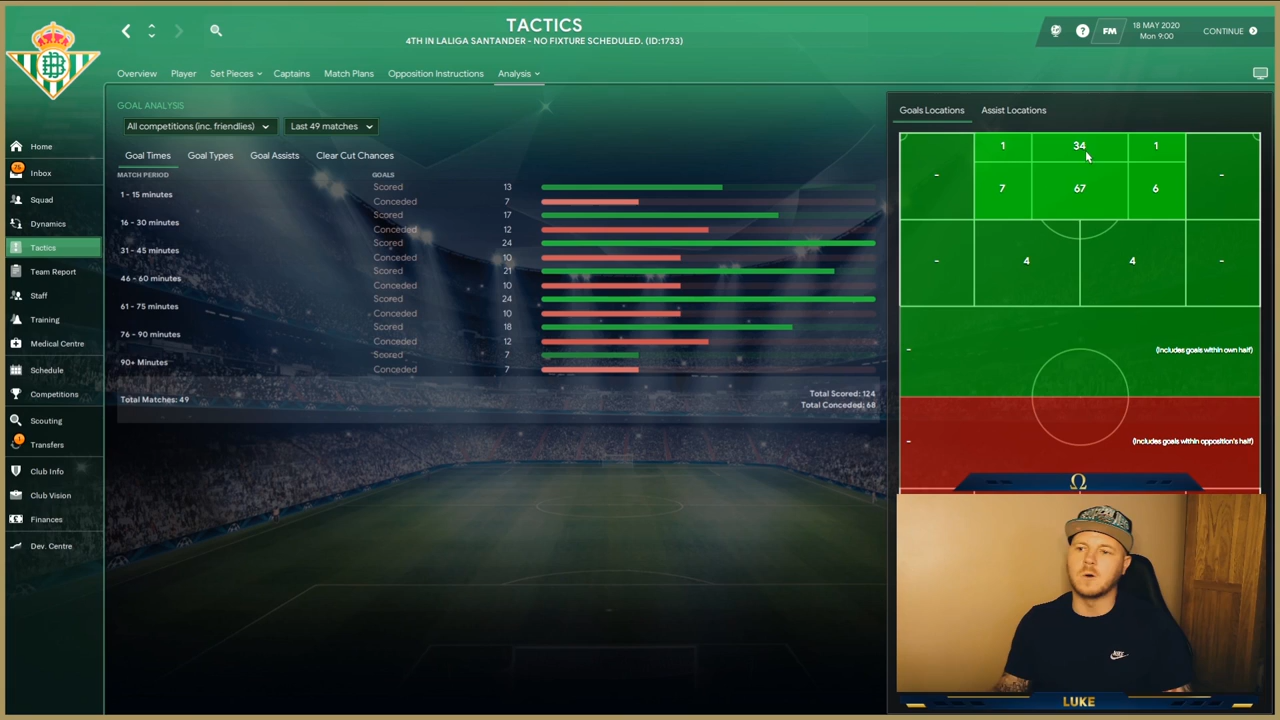 TACTICS
4TH IN LALIGA SANTANDER - NO FIXTURE SCHEDULED. (ID:1733)
?
FM
18 MAY 2020
Mon 9:00
CONTINUE
Overview Player Set Pieces Captains Match Plans Opposition Instructions Analysis
Home
75
Inbox
Squad
Dynamics
Tactics
Team Report
Staff
Training
Medical Centre
Schedule
Competitions
Scouting
!
Transfers
Club Info
Club Vision
Finances
Dev. Centre
GOAL ANALYSIS
All competitions (inc. friendlies) Last 49 matches
Goal Times Goal Types Goal Assists Clear Cut Chances
MATCH PERIOD GOALS
1 - 15 minutes
Scored 13
Conceded 7
16 - 30 minutes
Scored 17
Conceded 12
31 - 45 minutes
Scored 24
Conceded 10
46 - 60 minutes
Scored 21
Conceded 10
61 - 75 minutes
Scored 24
Conceded 10
76 - 90 minutes
Scored 18
Conceded 12
90+ Minutes
Scored 7
Conceded 7
Total Matches: 49
Total Scored: 124
Total Conceded: 68
Goals Locations Assist Locations
1 34 1
- -
7 67 6
- 4 4 -
- (Includes goals within own half)
- (Includes goals within opposition's half)
Ω
NIKE
LUKE